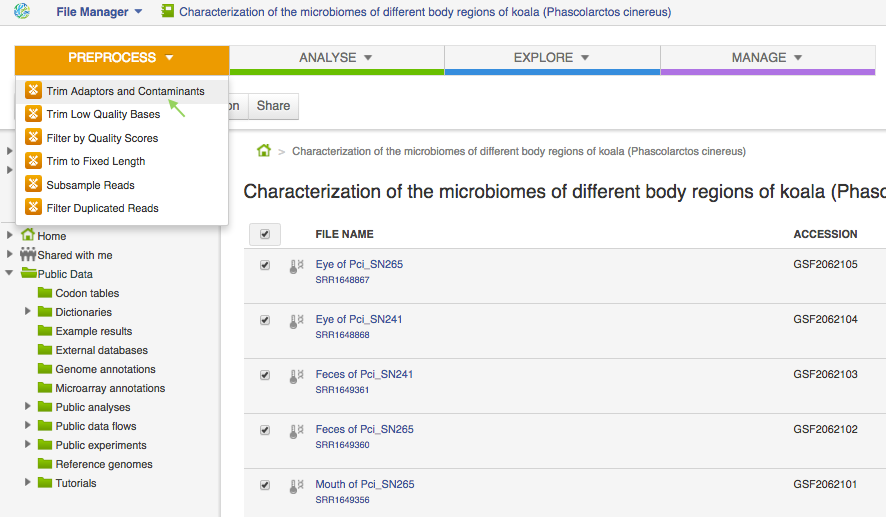 File Manager
Characterization of the microbiomes of different body regions of koala (Phascolarctos cinereus)
PREPROCESS
ANALYSE
EXPLORE
MANAGE
Trim Adaptors and Contaminants
Trim Low Quality Bases
Filter by Quality Scores
Trim to Fixed Length
Subsample Reads
Filter Duplicated Reads
on
Share
Home
Shared with me
Public Data
Codon tables
Dictionaries
Example results
External databases
Genome annotations
Microarray annotations
Public analyses
Public data flows
Public experiments
Reference genomes
Tutorials
> Characterization of the microbiomes of different body regions of koala (Phascolarctos cinereus)
Characterization of the microbiomes of different body regions of koala (Phasc
FILE NAME
ACCESSION
Eye of Pci_SN265
GSF2062105
SRR1648867
Eye of Pci_SN241
GSF2062104
SRR1648868
Feces of Pci_SN241
GSF2062103
SRR1649361
Feces of Pci_SN265
GSF2062102
SRR1649360
Mouth of Pci_SN265
GSF2062101
SRR1649356